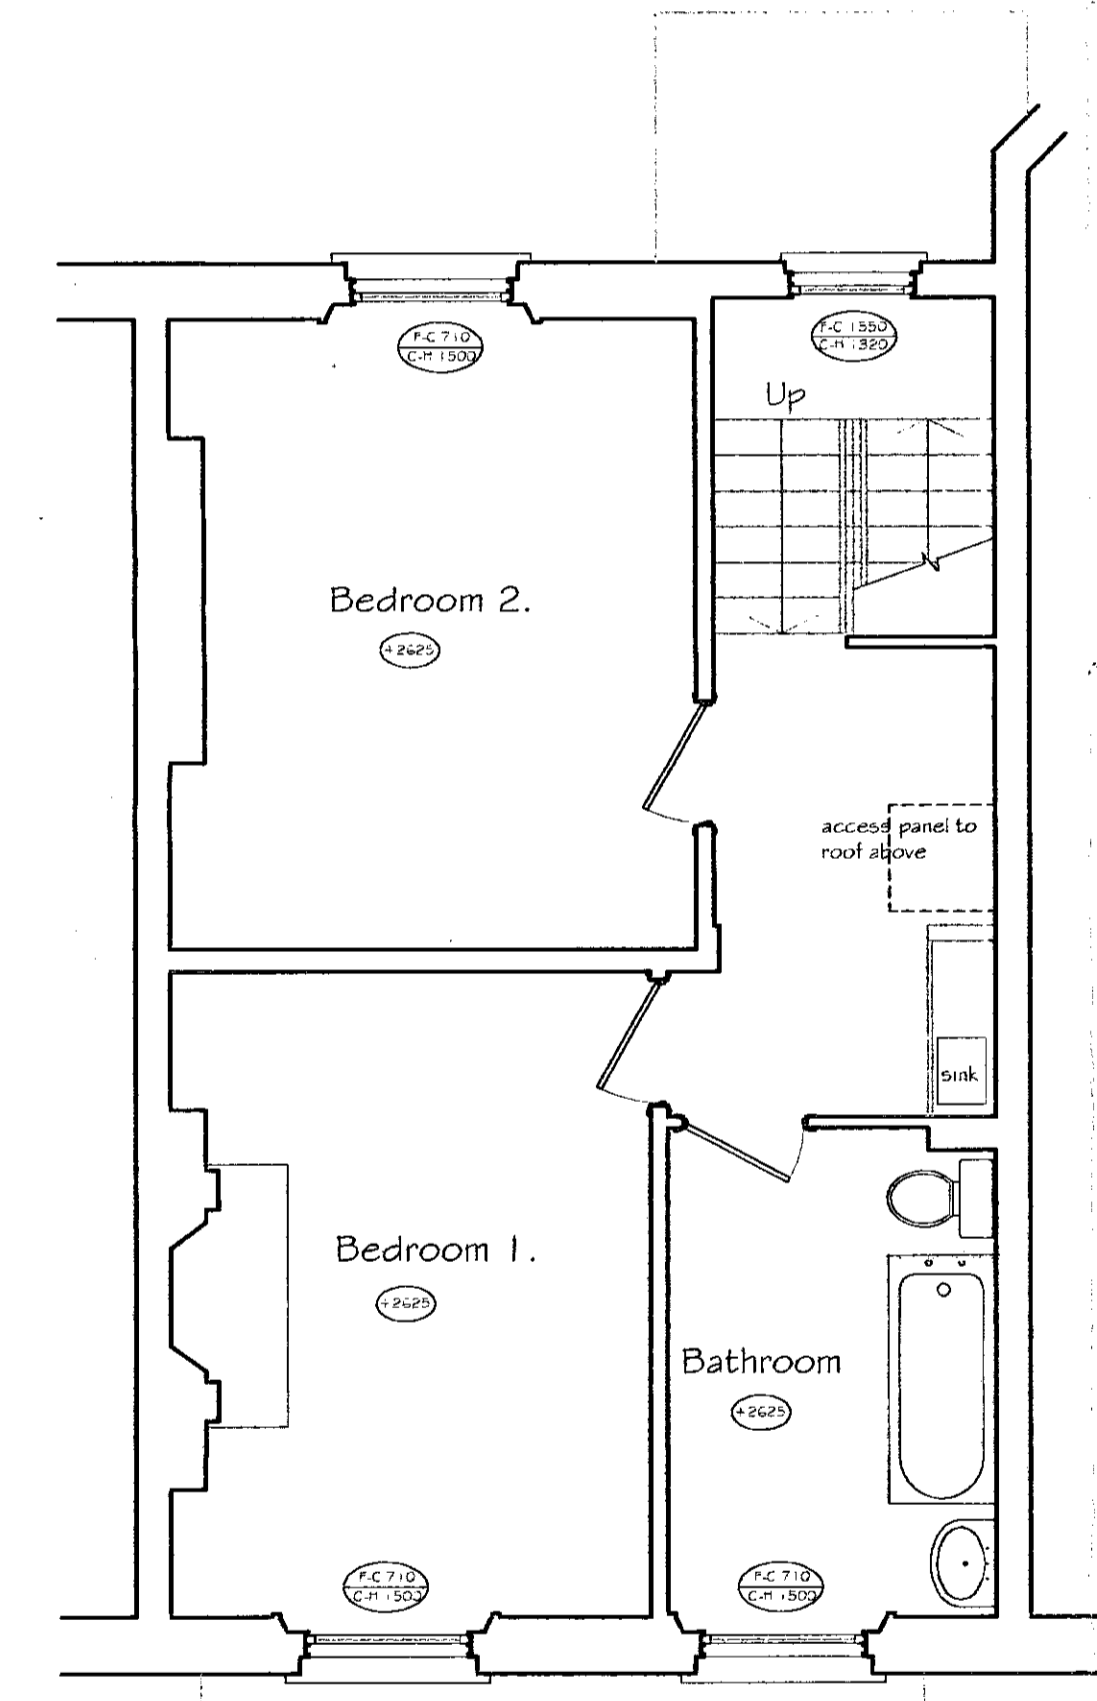 F-C 710
C-H 1500
F-C 1350
C-H 1320
Up
Bedroom 2.
+2625
access panel to
roof above
sink
Bedroom 1.
+2625
Bathroom
+2625
F-C 710
C-H 1500
F-C 710
C-H 1500